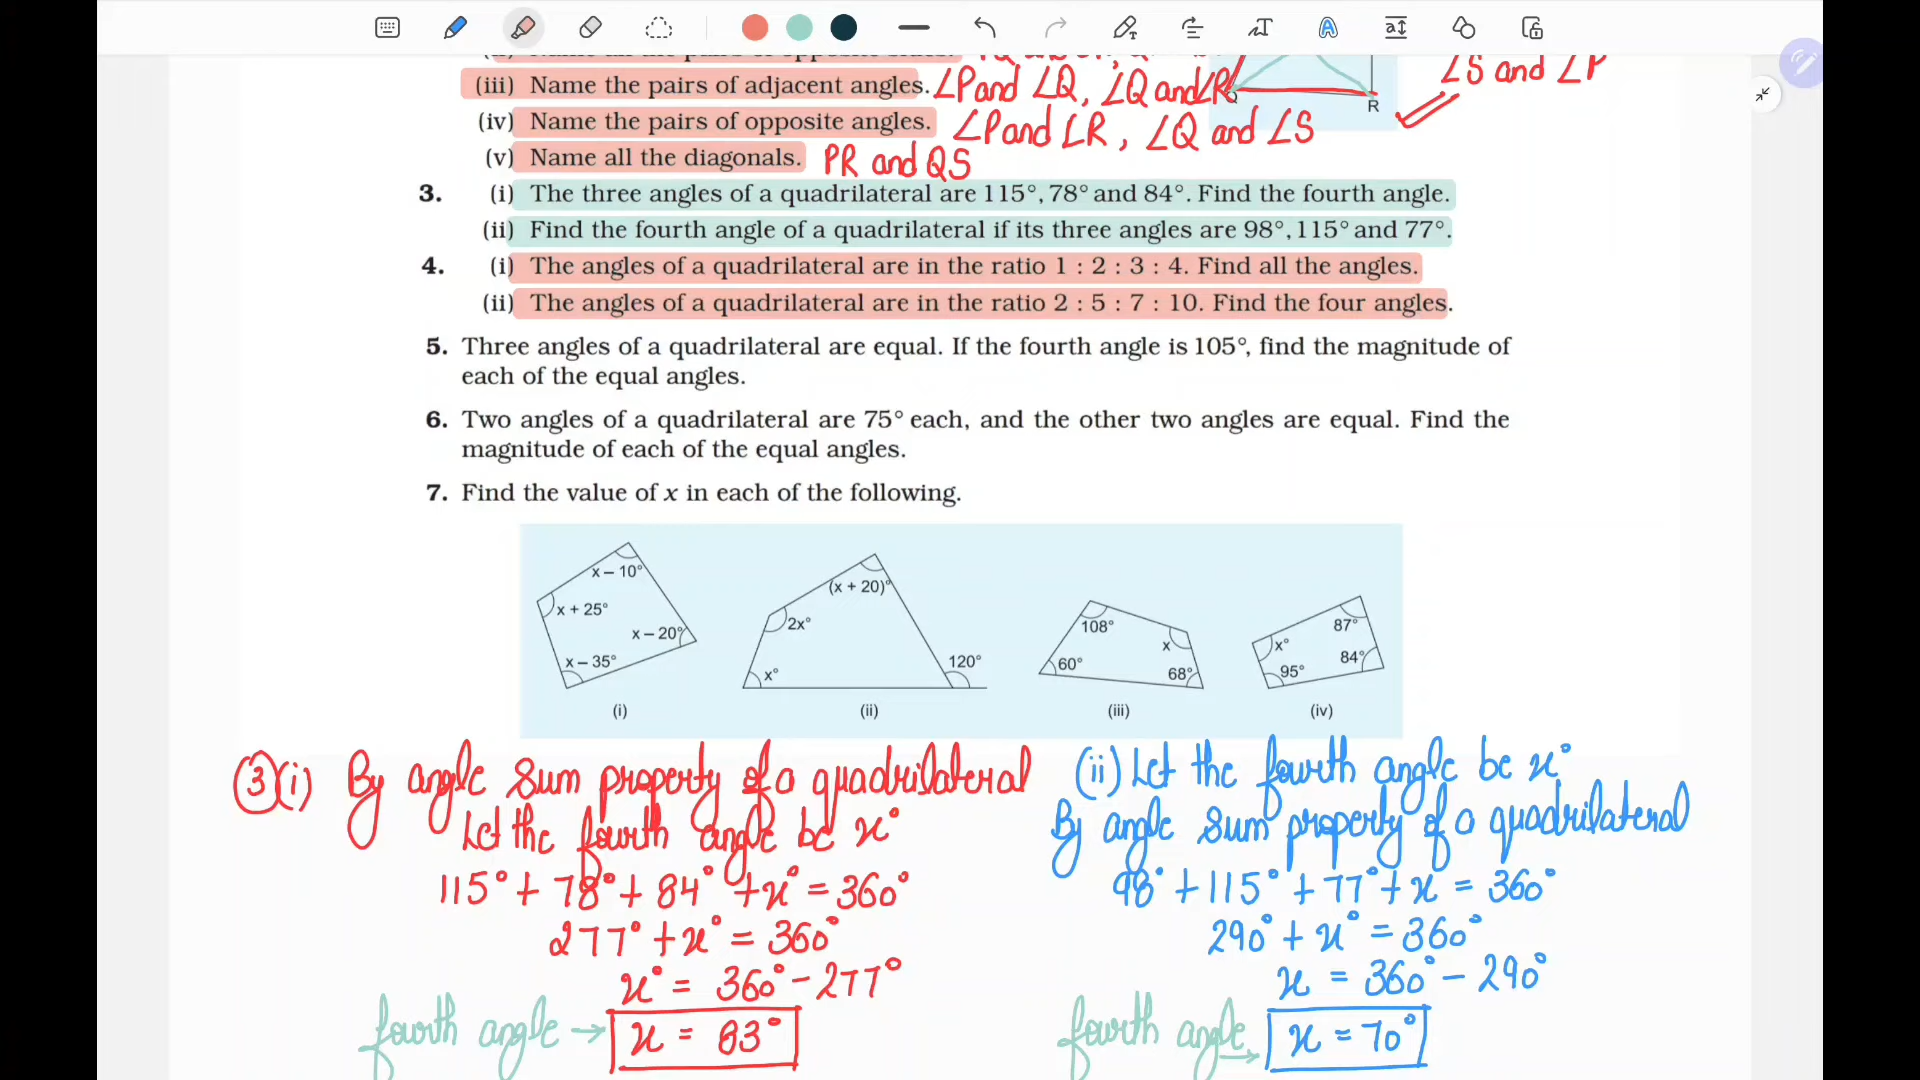 (iii) Name the pairs of adjacent angles. ∠P and ∠Q, ∠Q and ∠R ∠S and ∠P
Q R
(iv) Name the pairs of opposite angles. ∠P and ∠R, ∠Q and ∠S
(v) Name all the diagonals. PR and QS
3. (i) The three angles of a quadrilateral are 115°, 78° and 84°. Find the fourth angle.
(ii) Find the fourth angle of a quadrilateral if its three angles are 98°, 115° and 77°.
4. (i) The angles of a quadrilateral are in the ratio 1 : 2 : 3 : 4. Find all the angles.
(ii) The angles of a quadrilateral are in the ratio 2 : 5 : 7 : 10. Find the four angles.
5. Three angles of a quadrilateral are equal. If the fourth angle is 105°, find the magnitude of
each of the equal angles.
6. Two angles of a quadrilateral are 75° each, and the other two angles are equal. Find the
magnitude of each of the equal angles.
7. Find the value of x in each of the following.
x – 10°
x + 25°
x – 20°
x – 35°
(i)
(x + 20)°
2x°
x°
120°
(ii)
108°
x
60°
68°
(iii)
87°
x°
84°
95°
(iv)
③(i) By angle sum property of a quadrilateral
Let the fourth angle be x°
115° + 78° + 84° + x° = 360°
277° + x° = 360°
x° = 360° - 277°
fourth angle → x = 83°
(ii) Let the fourth angle be x°
By angle sum property of a quadrilateral
98° + 115° + 77° + x = 360°
290° + x° = 360°
x = 360° - 290°
fourth angle → x = 70°